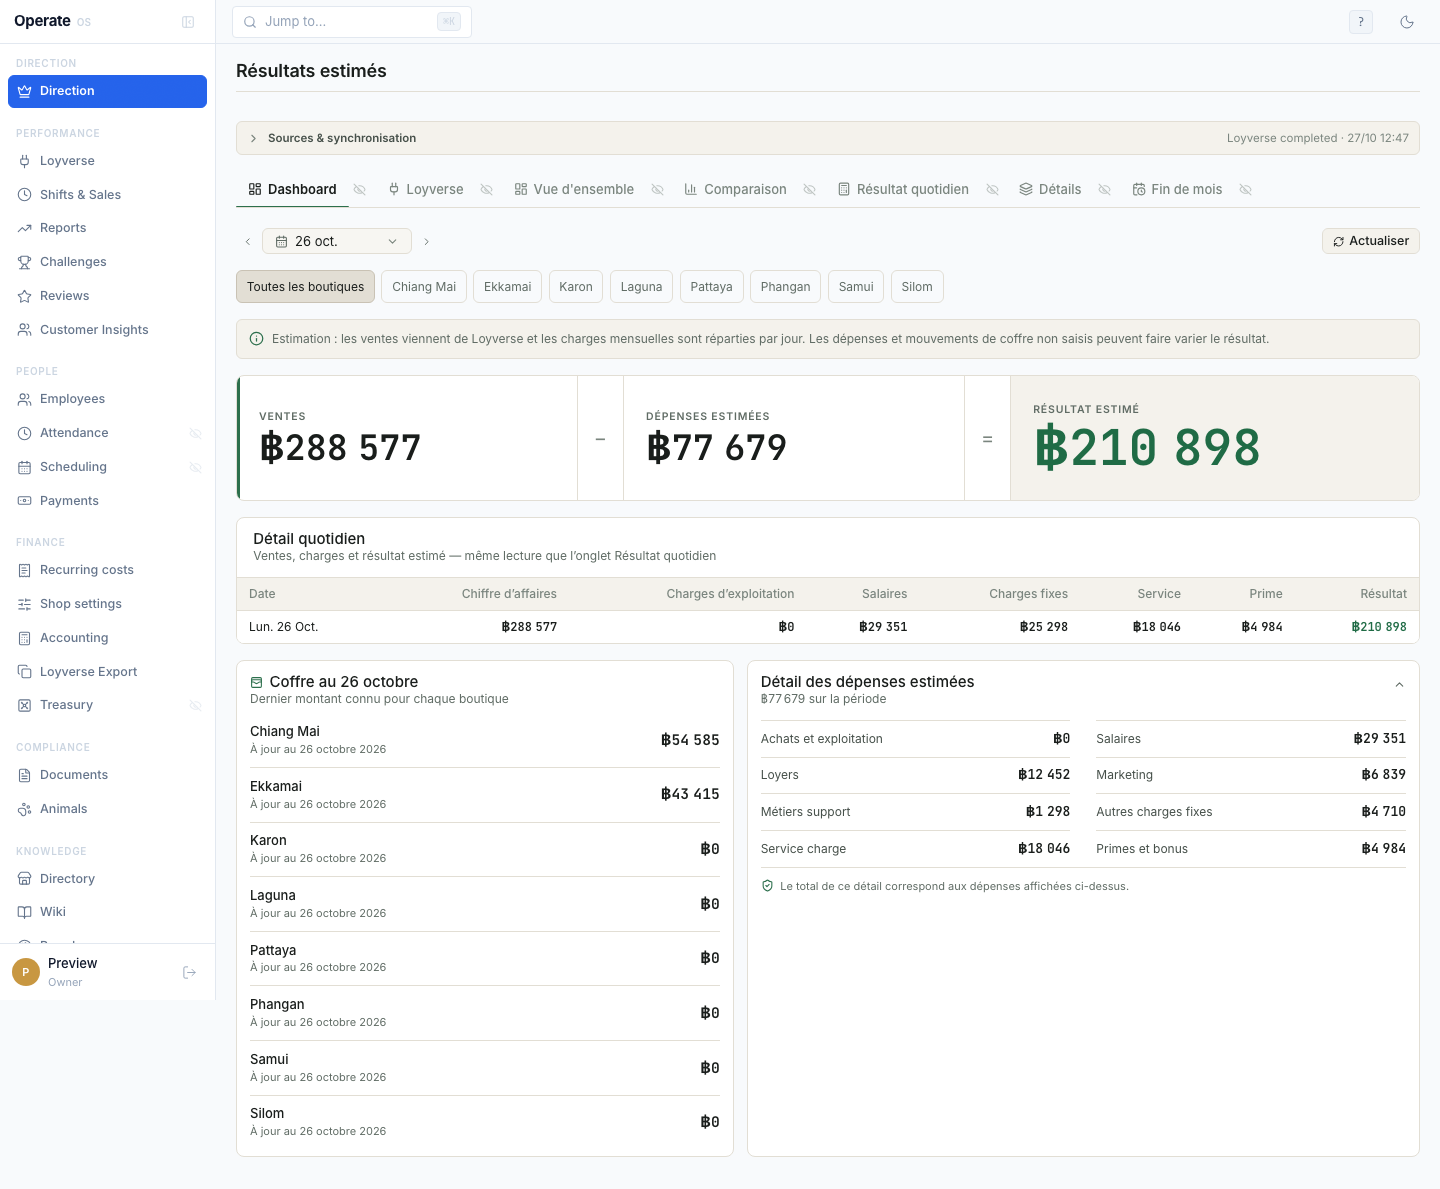 Operate OS
Jump to...
⌘K
?
DIRECTION
Direction
PERFORMANCE
Loyverse
Shifts & Sales
Reports
Challenges
Reviews
Customer Insights
PEOPLE
Employees
Attendance
Scheduling
Payments
FINANCE
Recurring costs
Shop settings
Accounting
Loyverse Export
Treasury
COMPLIANCE
Documents
Animals
KNOWLEDGE
Directory
Wiki
P
Preview
Owner
Résultats estimés
Sources & synchronisation
Loyverse completed · 27/10 12:47
Dashboard
Loyverse
Vue d'ensemble
Comparaison
Résultat quotidien
Détails
Fin de mois
26 oct.
Actualiser
Toutes les boutiques
Chiang Mai
Ekkamai
Karon
Laguna
Pattaya
Phangan
Samui
Silom
Estimation : les ventes viennent de Loyverse et les charges mensuelles sont réparties par jour. Les dépenses et mouvements de coffre non saisis peuvent faire varier le résultat.
VENTES
฿288 577
−
DÉPENSES ESTIMÉES
฿77 679
=
RÉSULTAT ESTIMÉ
฿210 898
Détail quotidien
Ventes, charges et résultat estimé — même lecture que l’onglet Résultat quotidien
Date Chiffre d’affaires Charges d’exploitation Salaires Charges fixes Service Prime Résultat
Lun. 26 Oct. ฿288 577 ฿0 ฿29 351 ฿25 298 ฿18 046 ฿4 984 ฿210 898
Coffre au 26 octobre
Dernier montant connu pour chaque boutique
Chiang Mai
À jour au 26 octobre 2026
฿54 585
Ekkamai
À jour au 26 octobre 2026
฿43 415
Karon
À jour au 26 octobre 2026
฿0
Laguna
À jour au 26 octobre 2026
฿0
Pattaya
À jour au 26 octobre 2026
฿0
Phangan
À jour au 26 octobre 2026
฿0
Samui
À jour au 26 octobre 2026
฿0
Silom
À jour au 26 octobre 2026
฿0
Détail des dépenses estimées
฿77 679 sur la période
Achats et exploitation ฿0
Salaires ฿29 351
Loyers ฿12 452
Marketing ฿6 839
Métiers support ฿1 298
Autres charges fixes ฿4 710
Service charge ฿18 046
Primes et bonus ฿4 984
Le total de ce détail correspond aux dépenses affichées ci-dessus.